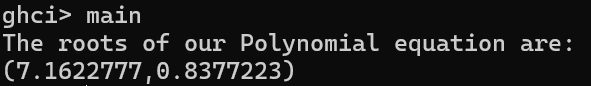 ghci> main
The roots of our Polynomial equation are:
(7.1622777,0.8377223)